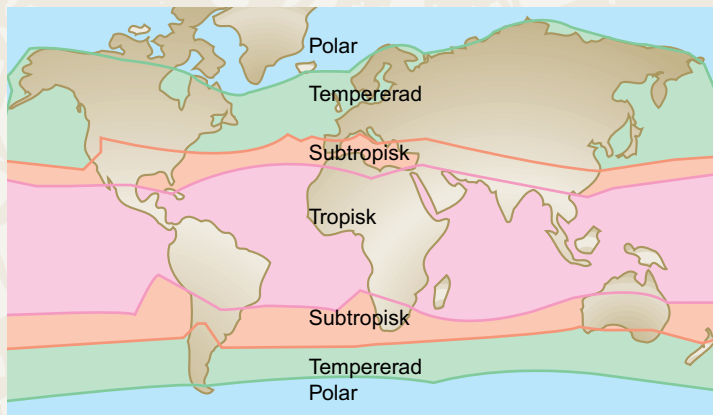 Polar
Tempererad
Subtropisk
Tropisk
Subtropisk
Tempererad
Polar